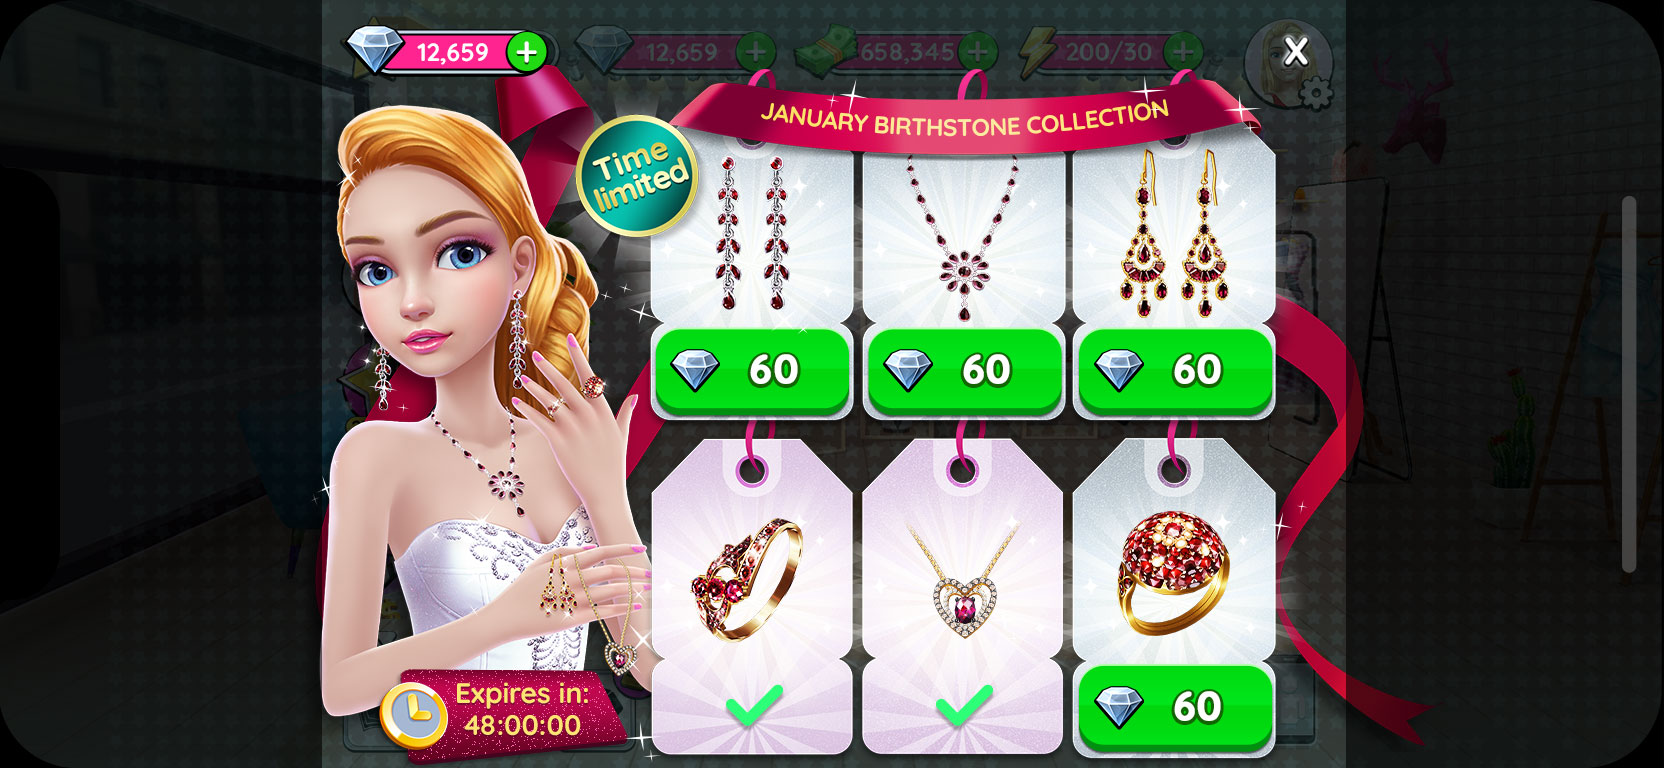 12,659
12,659
658,345
200/30
X
JANUARY BIRTHSTONE COLLECTION
Time
limited
60
60
60
60
Expires in:
48:00:00